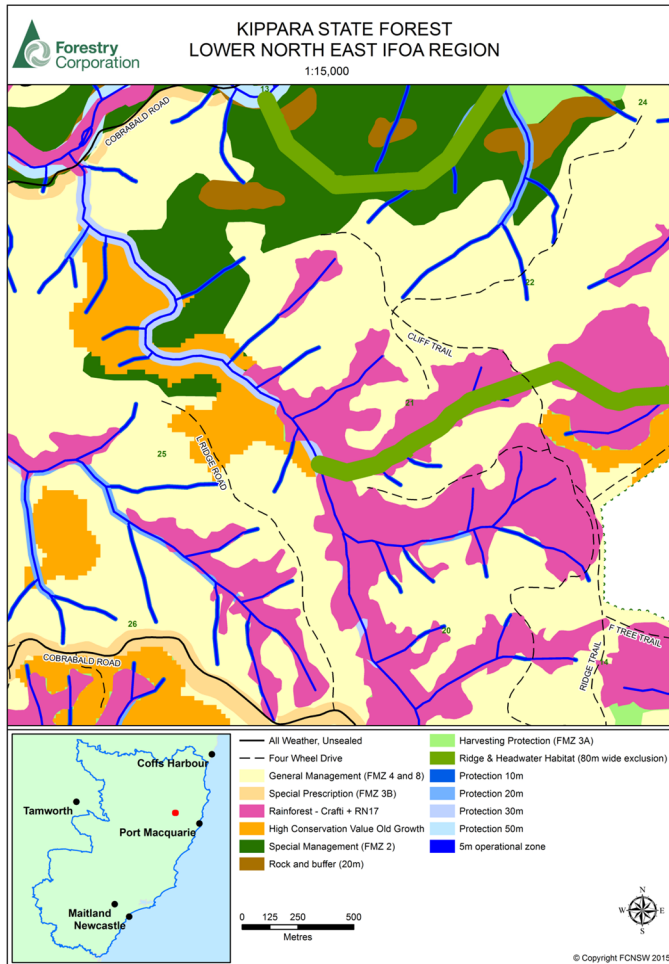 Forestry
Corporation
KIPPARA STATE FOREST
LOWER NORTH EAST IFOA REGION
1:15,000
13
24
COBRABALD ROAD
22
CLIFF TRAIL
21
25
L RIDGE ROAD
26
20
F TREE TRAIL
14
RIDGE TRAIL
COBRABALD ROAD
Coffs Harbour
Tamworth
Port Macquarie
Maitland
Newcastle
All Weather, Unsealed
Four Wheel Drive
General Management (FMZ 4 and 8)
Special Prescription (FMZ 3B)
Rainforest - Crafti + RN17
High Conservation Value Old Growth
Special Management (FMZ 2)
Rock and buffer (20m)
Harvesting Protection (FMZ 3A)
Ridge & Headwater Habitat (80m wide exclusion)
Protection 10m
Protection 20m
Protection 30m
Protection 50m
5m operational zone
0 125 250 500
Metres
N
W E
S
© Copyright FCNSW 2018